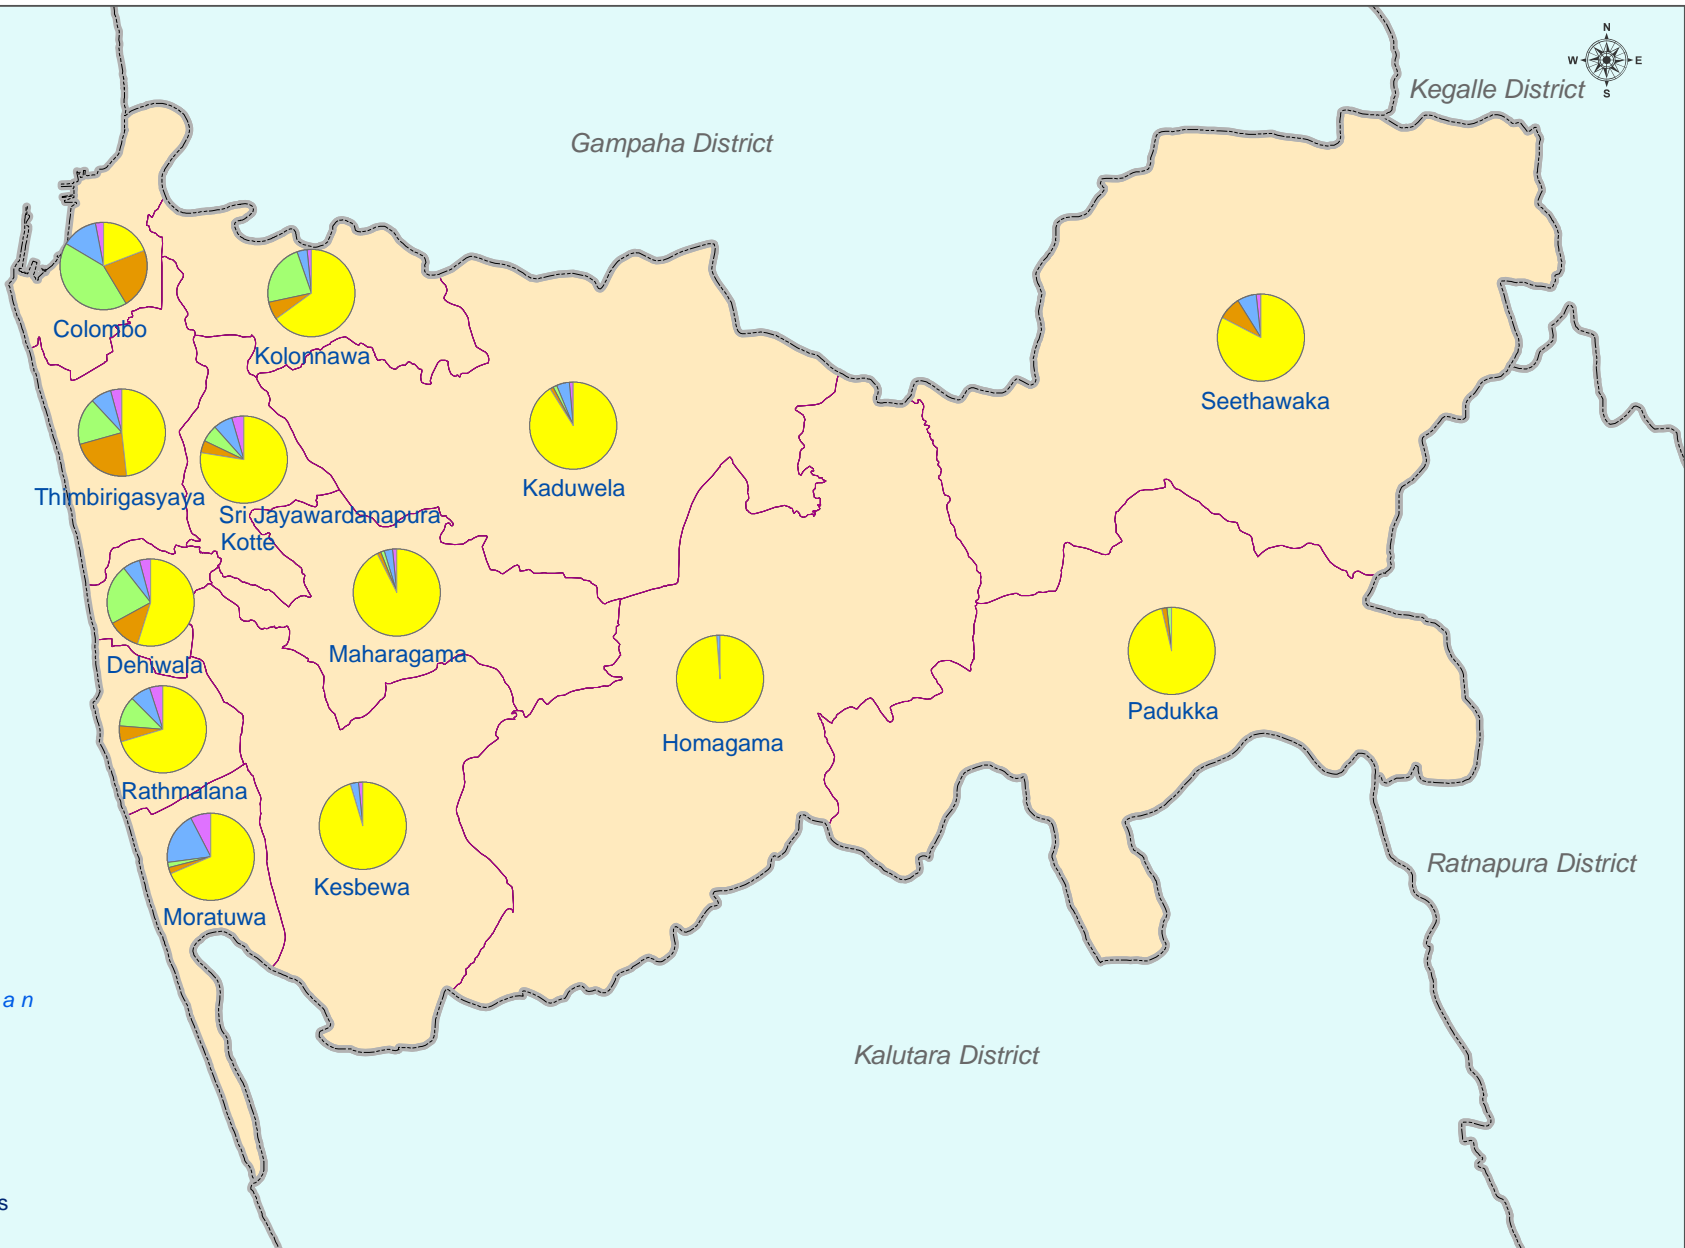 N
W E
S
Kegalle District
Gampaha District
Colombo
Kolonnawa
Seethawaka
Kaduwela
Thimbirigasyaya
Sri Jayawardanapura
Kotte
Maharagama
Dehiwala
Padukka
Homagama
Rathmalana
Kesbewa
Ratnapura District
Moratuwa
an
Kalutara District
s